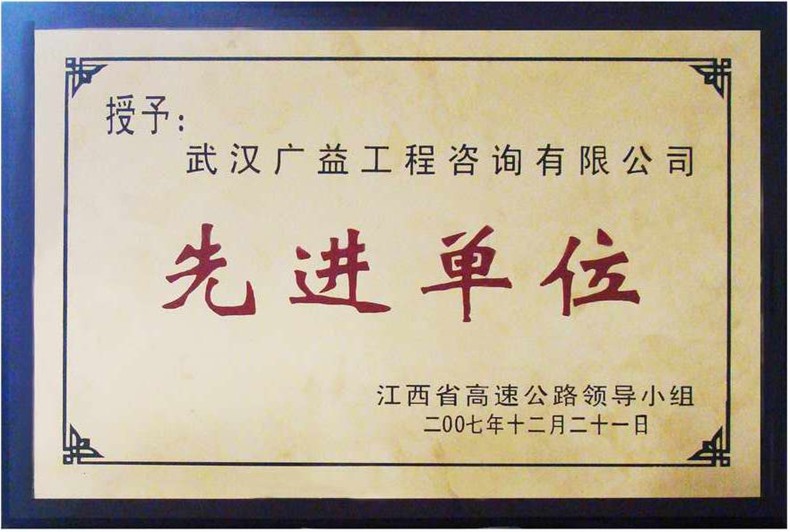 授予：
武汉广益工程咨询有限公司
先进单位
江西省高速公路领导小组
二00七年十二月二十一日